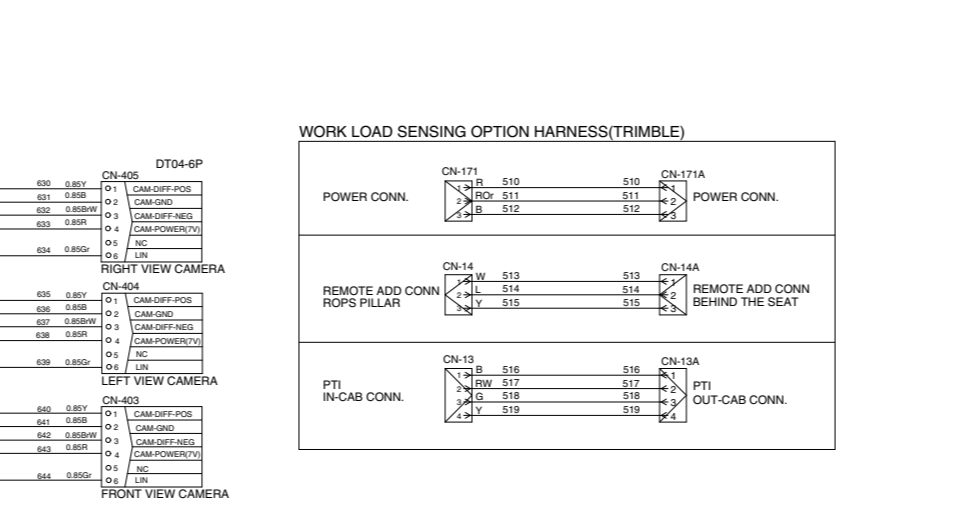 DT04-6P
CN-405
630 0.85Y 1 CAM-DIFF-POS
631 0.85B 2 CAM-GND
632 0.85BrW 3 CAM-DIFF-NEG
633 0.85R 4 CAM-POWER(7V)
5 NC
634 0.85Gr 6 LIN
RIGHT VIEW CAMERA
CN-404
635 0.85Y 1 CAM-DIFF-POS
636 0.85B 2 CAM-GND
637 0.85BrW 3 CAM-DIFF-NEG
638 0.85R 4 CAM-POWER(7V)
5 NC
639 0.85Gr 6 LIN
LEFT VIEW CAMERA
CN-403
640 0.85Y 1 CAM-DIFF-POS
641 0.85B 2 CAM-GND
642 0.85BrW 3 CAM-DIFF-NEG
643 0.85R 4 CAM-POWER(7V)
5 NC
644 0.85Gr 6 LIN
FRONT VIEW CAMERA
WORK LOAD SENSING OPTION HARNESS(TRIMBLE)
CN-171 CN-171A
POWER CONN.
1 R 510 510 1
2 ROr 511 511 2
3 B 512 512 3
POWER CONN.
CN-14 CN-14A
REMOTE ADD CONN
ROPS PILLAR
1 W 513 513 1
2 L 514 514 2
3 Y 515 515 3
REMOTE ADD CONN
BEHIND THE SEAT
CN-13 CN-13A
PTI
IN-CAB CONN.
1 B 516 516 1
2 RW 517 517 2
3 G 518 518 3
4 Y 519 519 4
PTI
OUT-CAB CONN.